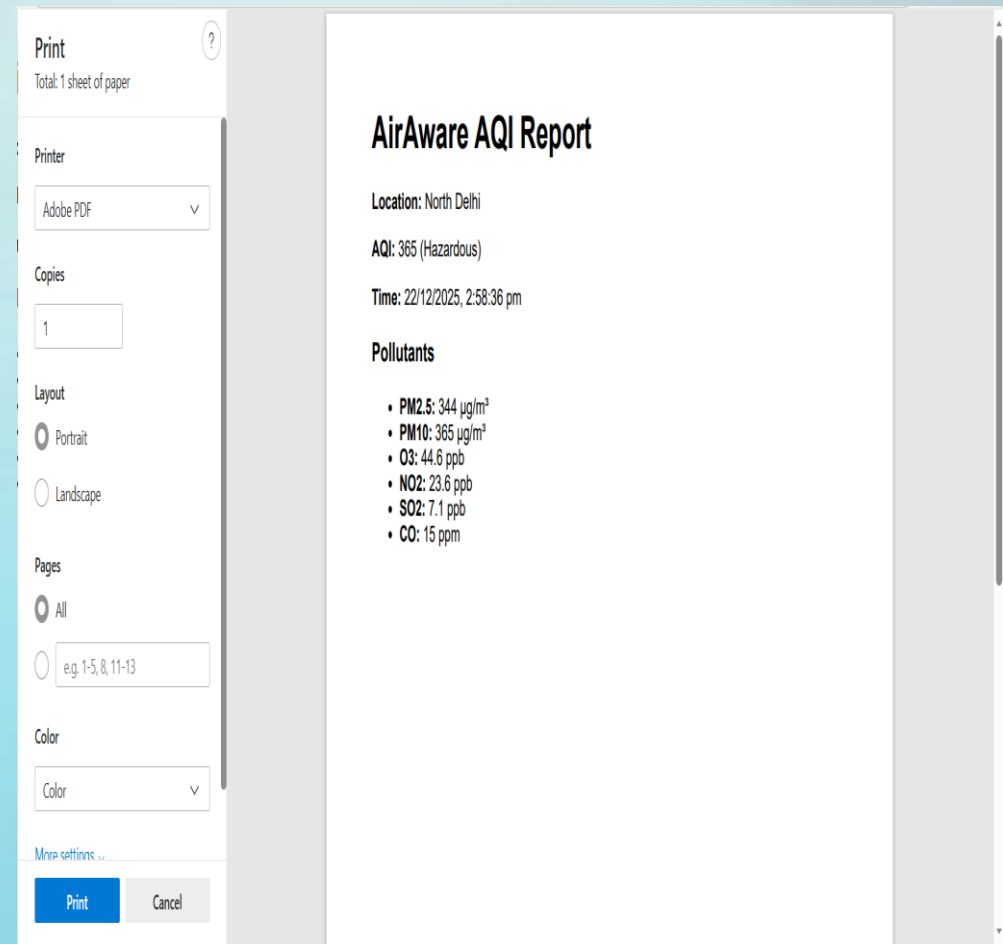 Print
?
Total: 1 sheet of paper
Printer
Adobe PDF
Copies
1
Layout
Portrait
Landscape
Pages
All
e.g. 1-5, 8, 11-13
Color
Color
More settings
Print
Cancel
AirAware AQI Report
Location: North Delhi
AQI: 365 (Hazardous)
Time: 22/12/2025, 2:58:36 pm
Pollutants
• PM2.5: 344 µg/m³
• PM10: 365 µg/m³
• O3: 44.6 ppb
• NO2: 23.6 ppb
• SO2: 7.1 ppb
• CO: 15 ppm